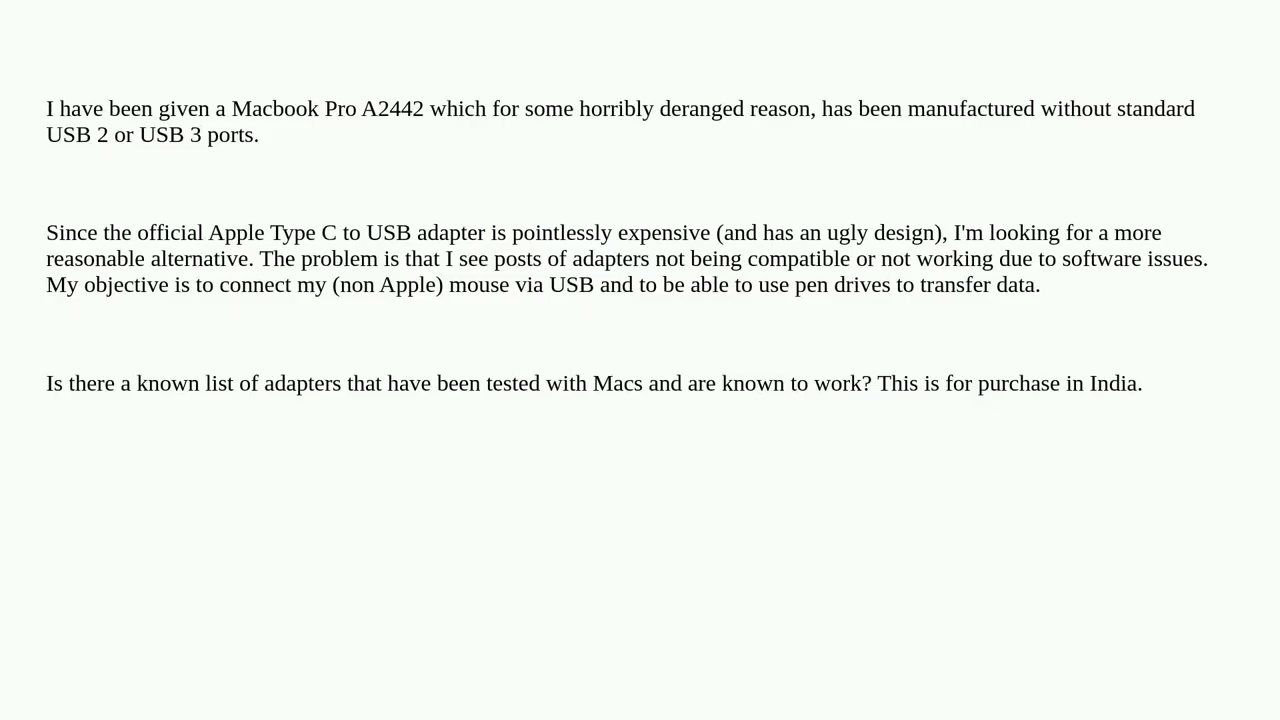 I have been given a Macbook Pro A2442 which for some horribly deranged reason, has been manufactured without standard
USB 2 or USB 3 ports.
Since the official Apple Type C to USB adapter is pointlessly expensive (and has an ugly design), I'm looking for a more
reasonable alternative. The problem is that I see posts of adapters not being compatible or not working due to software issues.
My objective is to connect my (non Apple) mouse via USB and to be able to use pen drives to transfer data.
Is there a known list of adapters that have been tested with Macs and are known to work? This is for purchase in India.